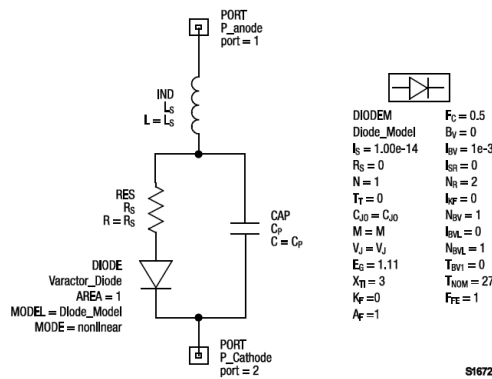 PORT
P_anode
port = 1
IND
LS
L = LS
RES
RS
R = RS
CAP
CP
C = CP
DIODE
Varactor_Diode
AREA = 1
MODEL = Diode_Model
MODE = nonlinear
PORT
P_Cathode
port = 2
DIODEM
Diode_Model
IS = 1.00e-14
RS = 0
N = 1
TT = 0
CJO = CJO
M = M
VJ = VJ
EG = 1.11
XTI = 3
KF =0
AF =1
FC = 0.5
BV = 0
IBV = 1e-3
ISR = 0
NR = 2
IKF = 0
NBV = 1
IBVL = 0
NBVL = 1
TBV1 = 0
TNOM = 27
FFE = 1
S1672